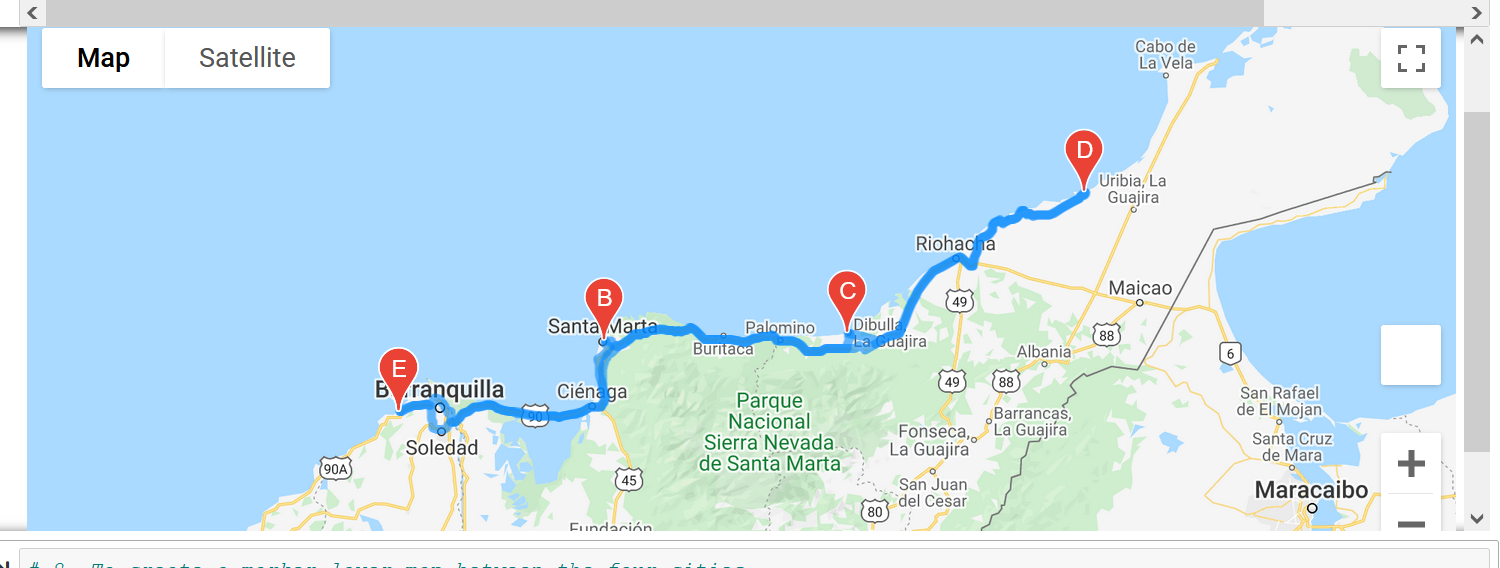 Map
Satellite
Cabo de
La Vela
D
Uribia, La
Guajira
Riohacha
C
B
Maicao
49
Santa Marta
Palomino
Dibulla,
La Guajira
Buritaca
88
Albania
6
E
Barranquilla
Ciénaga
49
88
San Rafael
de El Mojan
90
Parque
Nacional
Sierra Nevada
de Santa Marta
Barrancas,
La Guajira
Fonseca,
La Guajira
Soledad
Santa Cruz
de Mara
90A
45
San Juan
del Cesar
Maracaibo
80
Fundación